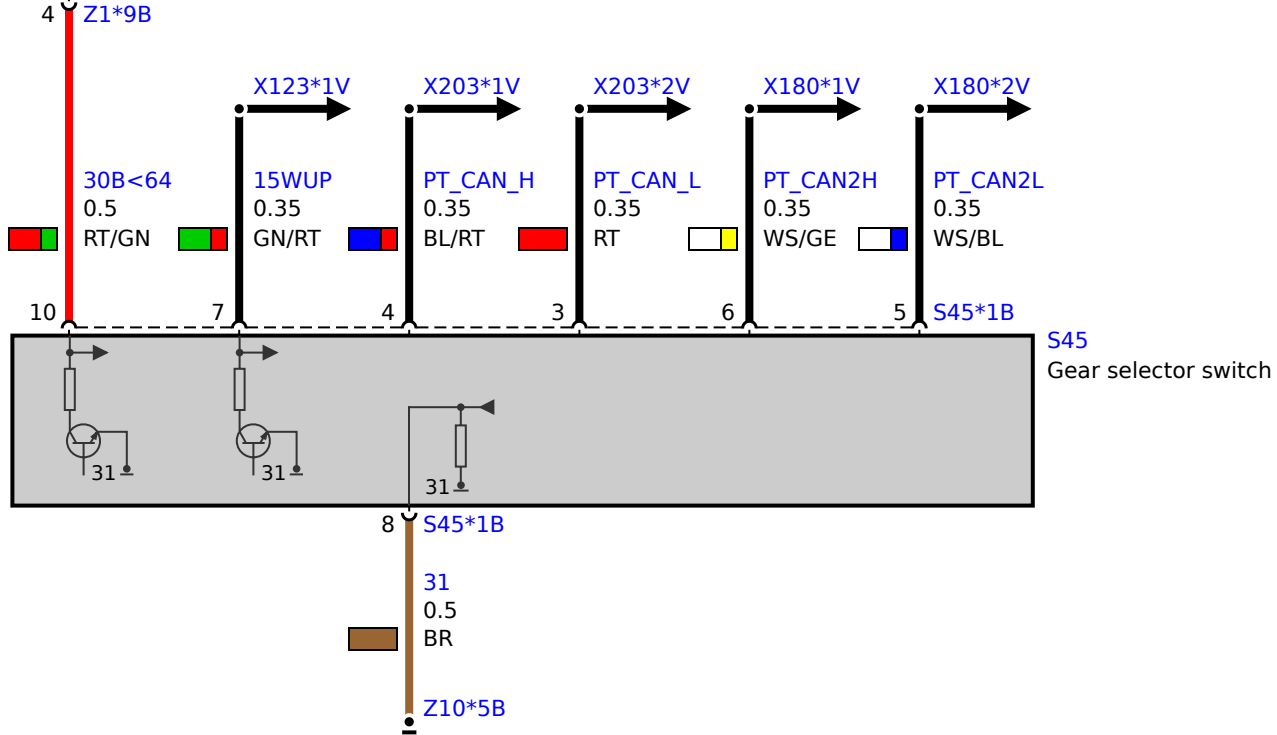 4 Z1*9B
X123*1V X203*1V X203*2V X180*1V X180*2V
30B<64 15WUP PT_CAN_H PT_CAN_L PT_CAN2H PT_CAN2L
0.5 0.35 0.35 0.35 0.35 0.35
RT/GN GN/RT BL/RT RT WS/GE WS/BL
10 7 4 3 6 5 S45*1B
S45
Gear selector switch
31 31 31
8 S45*1B
31
0.5
BR
Z10*5B